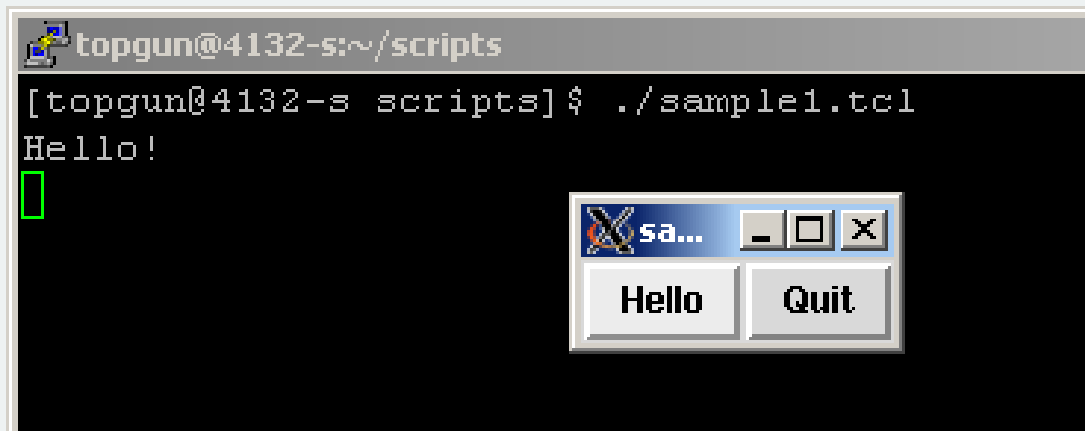 topgun@4132-s:~/scripts
[topgun@4132-s scripts]$ ./sample1.tcl
Hello!
sa...
Hello Quit